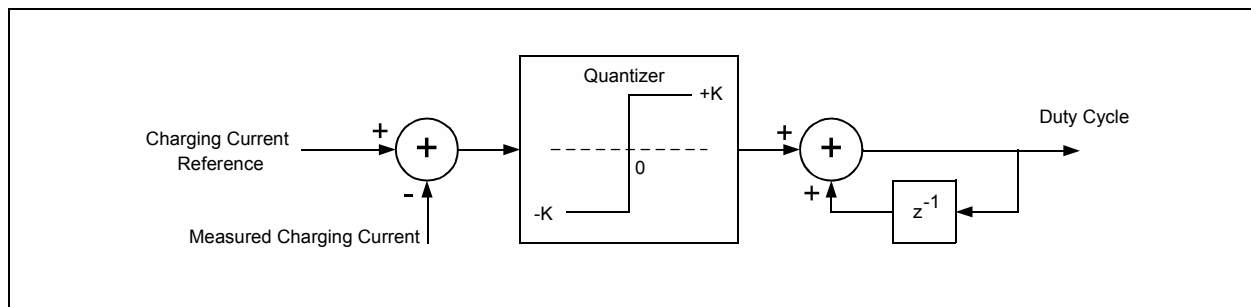 Quantizer
+K
Charging Current
Reference
+
+
-
0
-K
Measured Charging Current
+
+
+
z-1
Duty Cycle